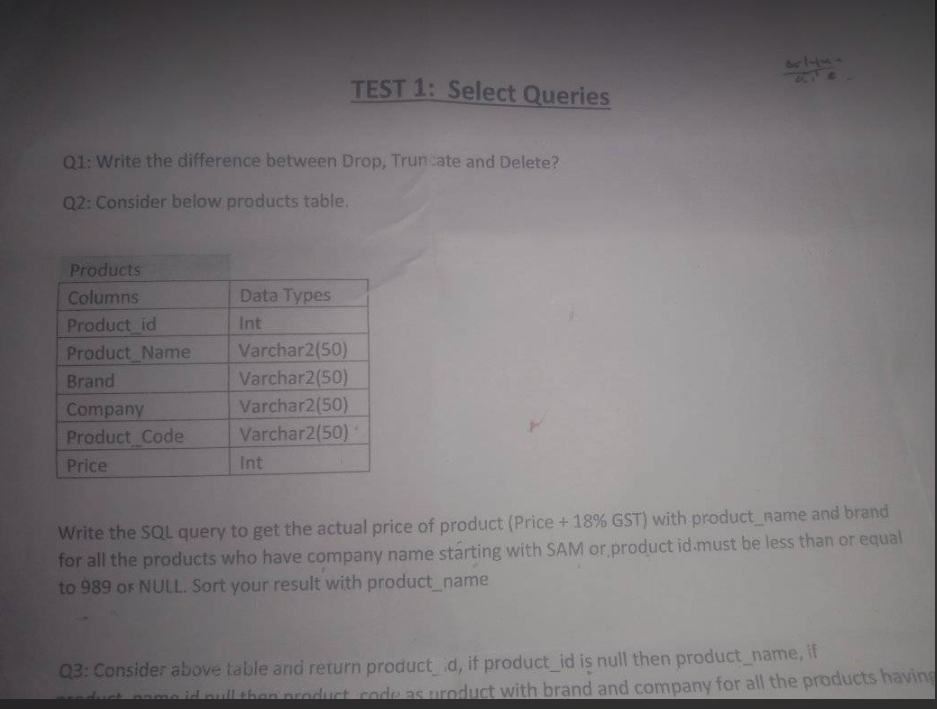 TEST 1: Select Queries
Q1: Write the difference between Drop, Truncate and Delete?
Q2: Consider below products table.
Products
Columns Data Types
Product_id Int
Product_Name Varchar2(50)
Brand Varchar2(50)
Company Varchar2(50)
Product_Code Varchar2(50)
Price Int
Write the SQL query to get the actual price of product (Price + 18% GST) with product_name and brand
for all the products who have company name starting with SAM or product id must be less than or equal
to 989 or NULL. Sort your result with product_name
Q3: Consider above table and return product_id, if product_id is null then product_name, if
product_name id null then product_code as product with brand and company for all the products having